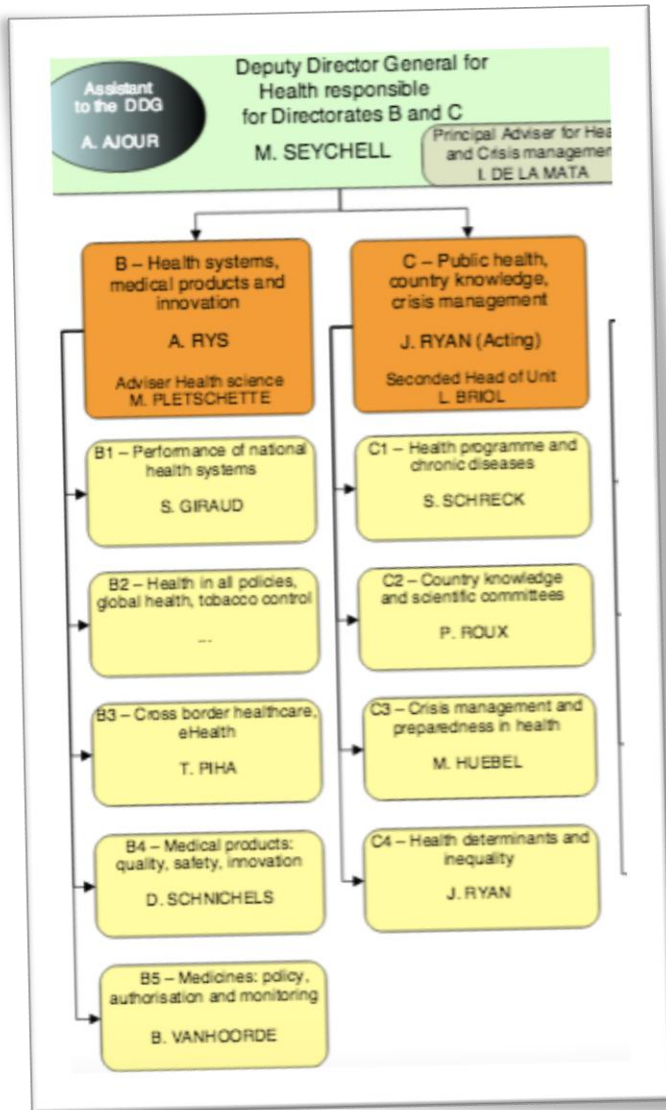 Assistant
to the DDG
A. AJOUR
Deputy Director General for
Health responsible
for Directorates B and C
M. SEYCHELL
Principal Adviser for
and Crisis
I. DE LA MATA
B – Health systems,
medical products and
innovation
A. RYS
Adviser Health science
M. PLETSCHETTE
B1 – Performance of national
health systems
S. GIRAUD
B2 – Health in all policies,
global health, tobacco control
...
B3 – Cross border healthcare,
eHealth
T. PIHA
B4 – Medical products:
quality, safety, innovation
D. SCHNICHELS
B5 – Medicines: policy,
authorisation and monitoring
B. VANHOORDE
C – Public health,
country knowledge,
crisis management
J. RYAN (Acting)
Seconded Head of Unit
L. BRIOL
C1 – Health programme and
chronic diseases
S. SCHRECK
C2 – Country knowledge
and scientific committees
P. ROUX
C3 – Crisis management and
preparedness in health
M. HUEBEL
C4 – Health determinants and
inequality
J. RYAN